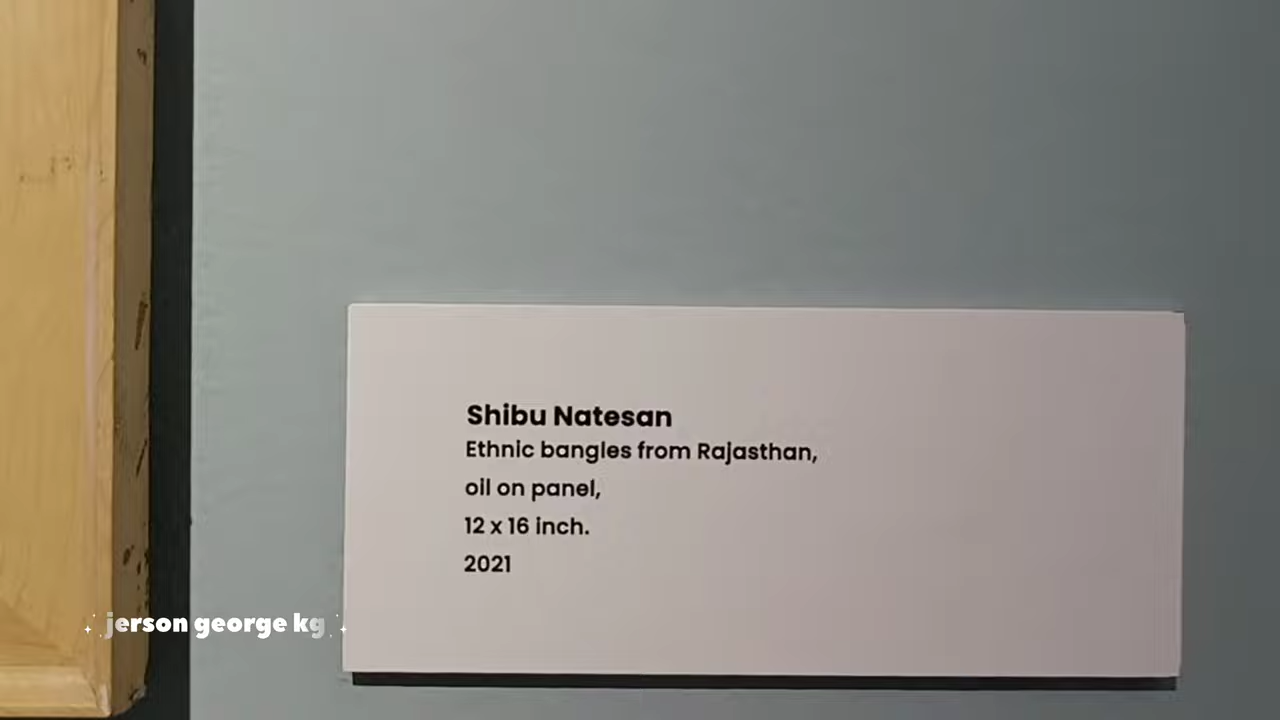 Shibu Natesan
Ethnic bangles from Rajasthan,
oil on panel,
12 x 16 inch.
2021
jerson george kg